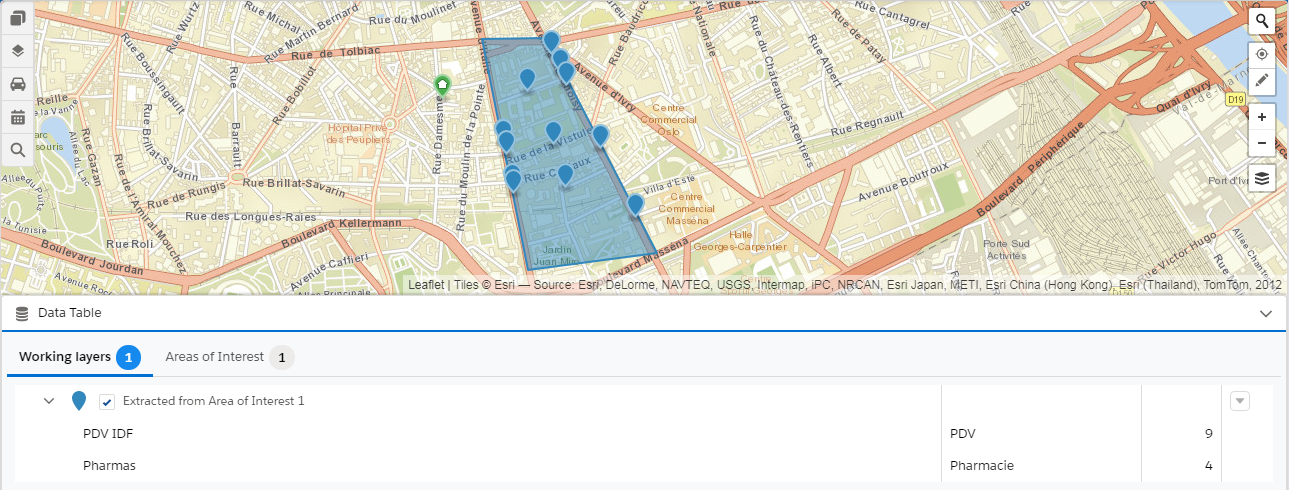 Rue du Moulinet
Rue Cantagrel
Rue Michal
Rue Martin Bernard
Rue Wurtz
Rue de Tolbiac
Rue Baudricourt
Nationale
Rue de Patay
Rue Boussingault
Rue Bobillot
Rue
Avenue d'Ivry
Rue du Château-des-Rentiers
Rue Albert
D19
Quai d'Ivry
Reille
Rue Damesme
Rue du Moulin de la Pointe
Centre
Commercial
Oslo
Rue Regnault
Hôpital Privé
des Peupliers
Rue Gazan
Allée du Lac
Rue Brillat-Savarin
Barrault
Rue de la Vistule
Rue Brillat-Savarin
Rue de Rungis
Villa d'Este
Avenue Boutroux
Boulevard Périphérique
Rue de l'Amiral Mouchez
Rue des Longues-Raies
Centre
Commercial
Masséna
Rue Roli
Boulevard Kellermann
Halle
Georges-Carpentier
Porte Sud
Activités
Rue Victor Hugo
Boulevard Jourdan
Avenue Caffieri
Jardin
Boulevard Masséna
Leaflet | Tiles © Esri — Source: Esri, DeLorme, NAVTEQ, USGS, Intermap, iPC, NRCAN, Esri Japan, METI, Esri China (Hong Kong), Esri (Thailand), TomTom, 2012
Data Table
Working layers 1 Areas of Interest 1
Extracted from Area of Interest 1
PDV IDF PDV 9
Pharmas Pharmacie 4